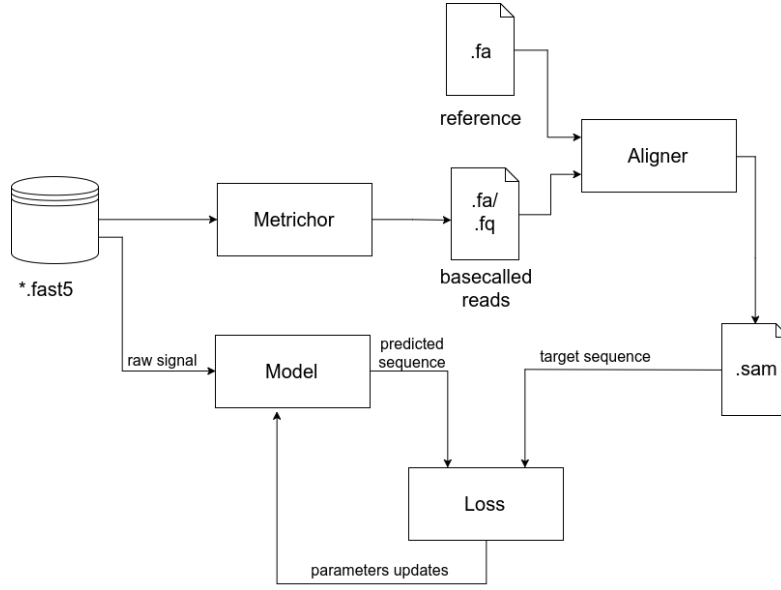 .fa
reference
Aligner
Metrichor
.fa/
.fq
basecalled
reads
*.fast5
raw signal
Model
predicted
sequence
target sequence
.sam
Loss
parameters updates